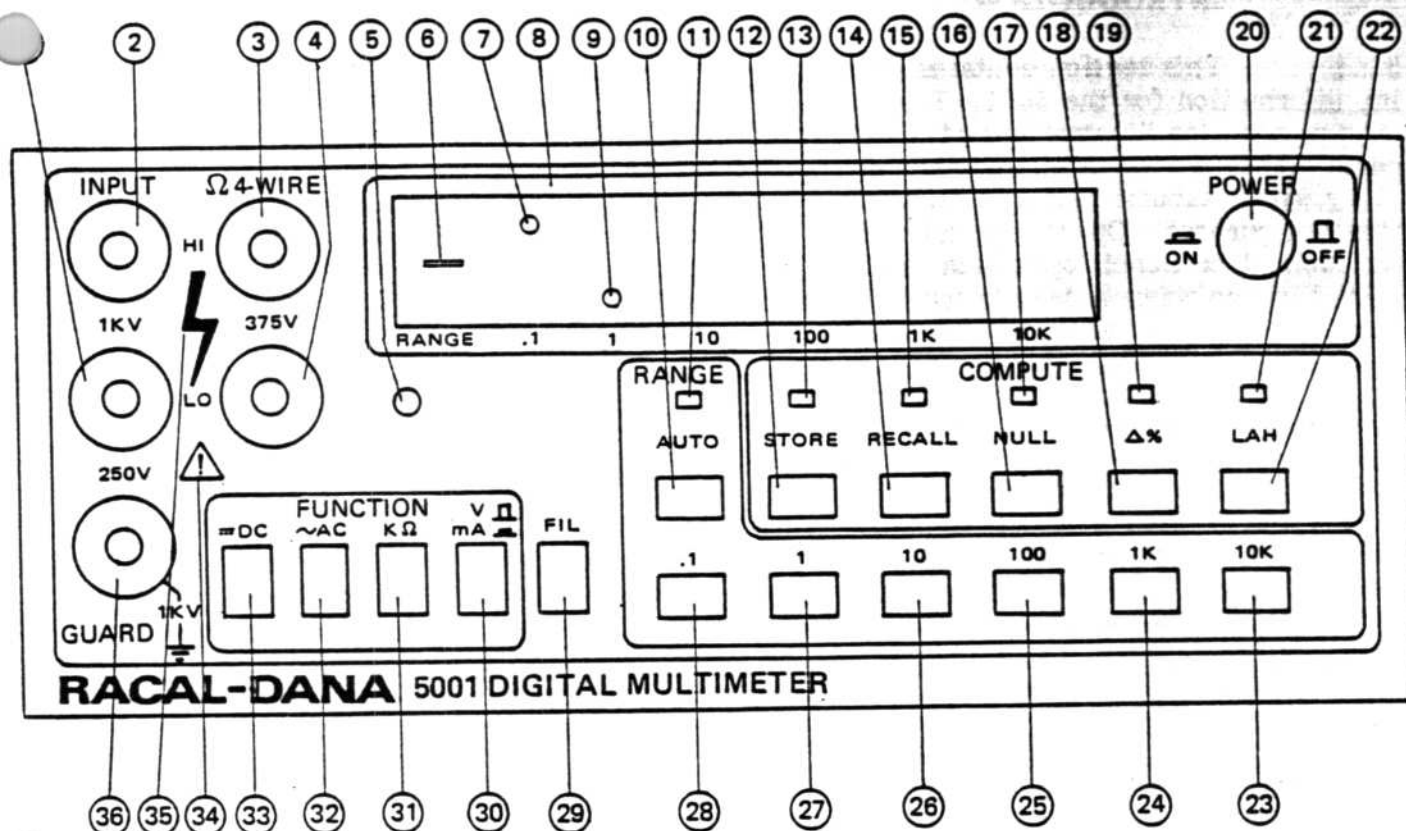 2 3 4 5 6 7 8 9 10 11 12 13 14 15 16 17 18 19 20 21 22
INPUT Ω 4-WIRE POWER
HI
ON OFF
1KV 375V
RANGE .1 1 10 100 1K 10K
RANGE COMPUTE
LO
AUTO STORE RECALL NULL Δ% LAH
250V
FUNCTION
⎓DC ~AC KΩ V mA FIL
.1 1 10 100 1K 10K
1KV
GUARD
RACAL-DANA 5001 DIGITAL MULTIMETER
36 35 34 33 32 31 30 29 28 27 26 25 24 23